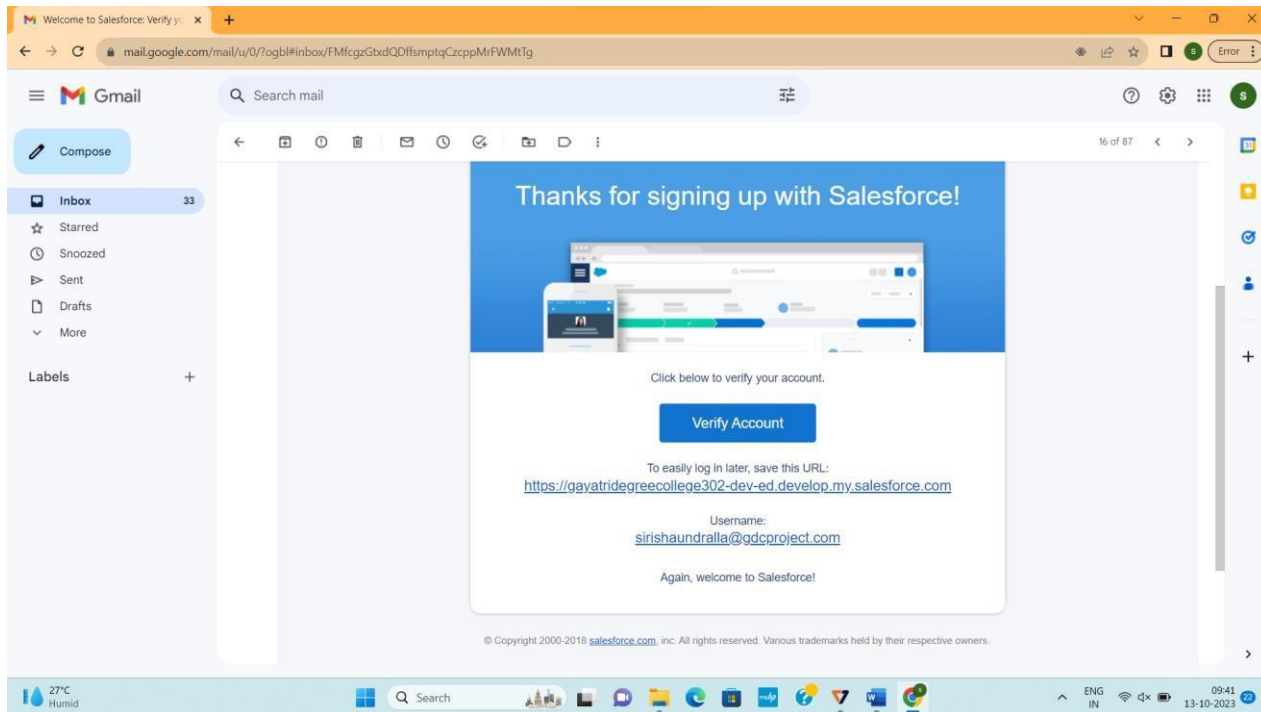 Welcome to Salesforce: Verify yo
mail.google.com/mail/u/0/?ogbl#inbox/FMfcgzGtxdQDffsmptqCzcppMrFWMtTg
S
Error
Gmail
Search mail
S
Compose
16 of 87
31
Inbox 33
Starred
Snoozed
Sent
Drafts
More
Labels
Thanks for signing up with Salesforce!
Click below to verify your account.
Verify Account
To easily log in later, save this URL:
https://gayatridegreecollege302-dev-ed.develop.my.salesforce.com
Username:
sirishaundralla@gdcproject.com
Again, welcome to Salesforce!
© Copyright 2000-2018 salesforce.com, inc. All rights reserved. Various trademarks held by their respective owners.
27°C
Humid
Search
ENG
IN
09:41
13-10-2023
22